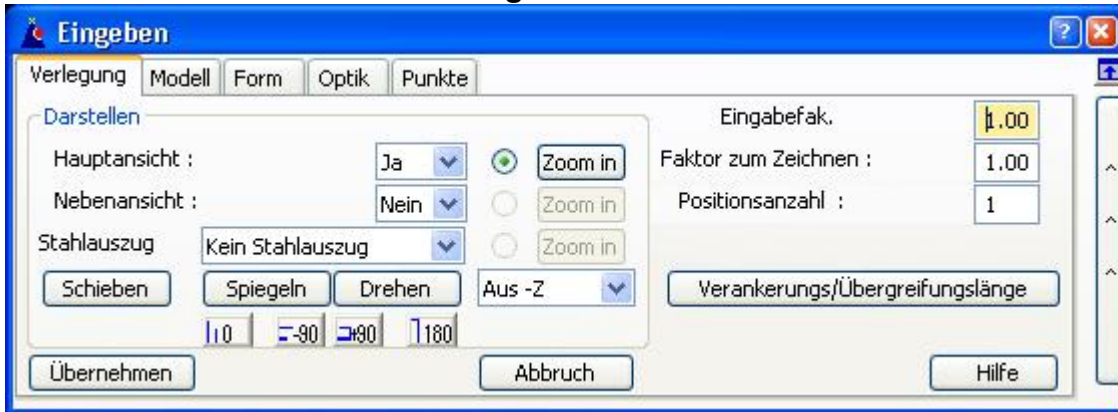 Eingeben
Verlegung Modell Form Optik Punkte
Darstellen
Hauptansicht : Ja Zoom in
Nebenansicht : Nein Zoom in
Stahlauszug Kein Stahlauszug Zoom in
Schieben Spiegeln Drehen Aus -Z
0 -90 +90 180
Eingabefak. 1.00
Faktor zum Zeichnen : 1.00
Positionsanzahl : 1
Verankerungs/Übergreifungslänge
Übernehmen Abbruch Hilfe